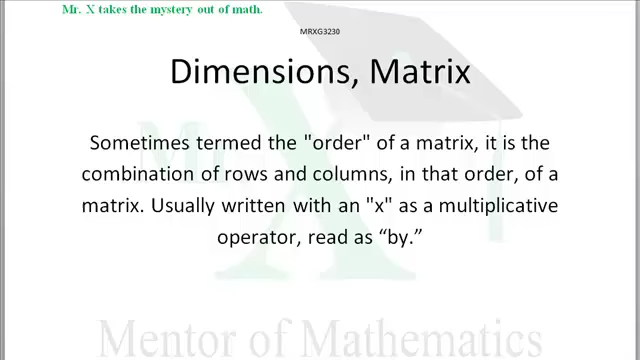 Mr. X takes the mystery out of math.
MRXG3230
Dimensions, Matrix
Sometimes termed the "order" of a matrix, it is the
combination of rows and columns, in that order, of a
matrix. Usually written with an "x" as a multiplicative
operator, read as “by.”
Mr. X
Mentor of Mathematics